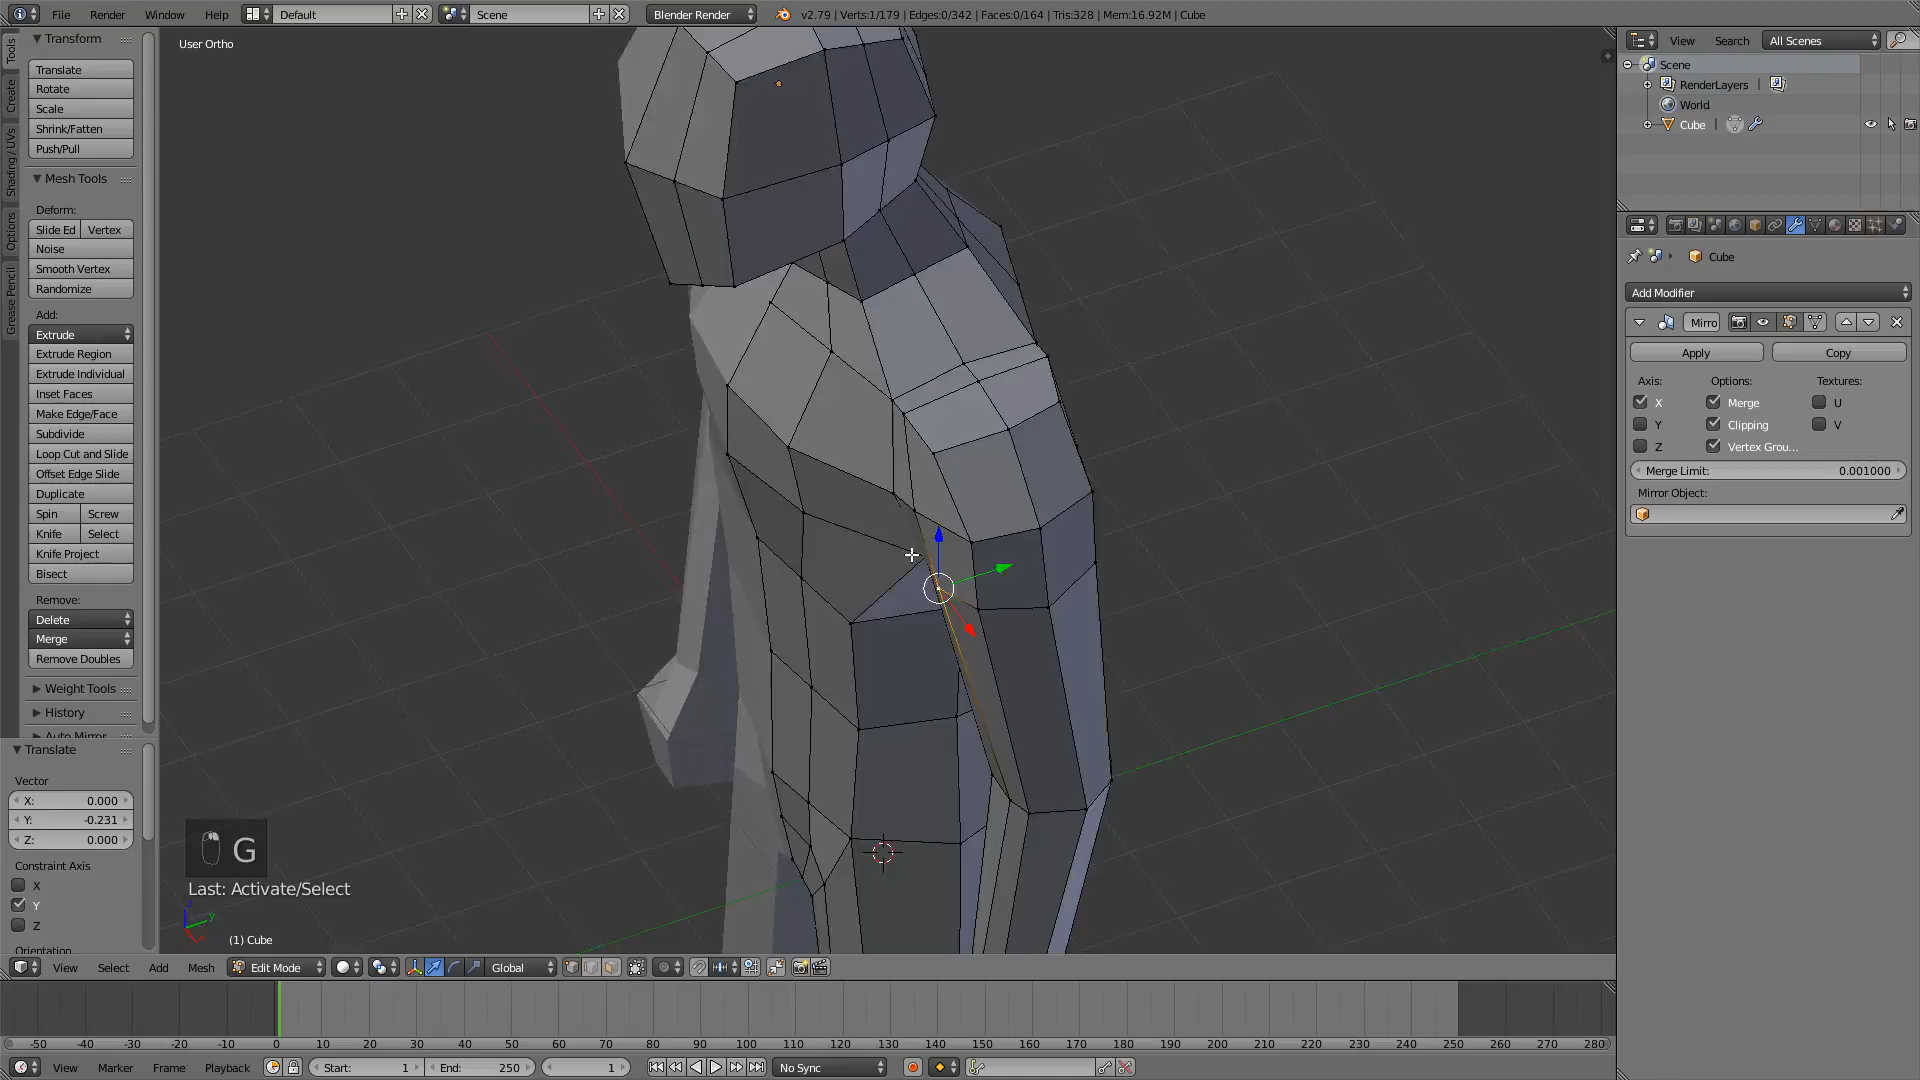 File Render Window Help Default Scene Blender Render v2.79 | Verts:1/179 | Edges:0/342 | Faces:0/164 | Tris:328 | Mem:16.92M | Cube
Tools
Create
Shading / UVs
Options
Grease Pencil
Transform
Translate
Rotate
Scale
Shrink/Fatten
Push/Pull
Mesh Tools
Deform:
Slide Ed Vertex
Noise
Smooth Vertex
Randomize
Add:
Extrude
Extrude Region
Extrude Individual
Inset Faces
Make Edge/Face
Subdivide
Loop Cut and Slide
Offset Edge Slide
Duplicate
Spin Screw
Knife Select
Knife Project
Bisect
Remove:
Delete
Merge
Remove Doubles
Weight Tools
History
Auto Mirror
Translate
Vector
X: 0.000
Y: -0.231
Z: 0.000
Constraint Axis
X
Y
Z
Orientation
User Ortho
G
Last: Activate/Select
z
y
(1) Cube
View Select Add Mesh Edit Mode Global
-50 -40 -30 -20 -10 0 10 20 30 40 50 60 70 80 90 100 110 120 130 140 150 160 170 180 190 200 210 220 230 240 250 260 270 280
View Marker Frame Playback Start: 1 End: 250 1 No Sync
View Search All Scenes
Scene
RenderLayers |
World
Cube |
Cube
Add Modifier
Mirro
Apply Copy
Axis: Options: Textures:
X Merge U
Y Clipping V
Z Vertex Grou...
Merge Limit: 0.001000
Mirror Object: